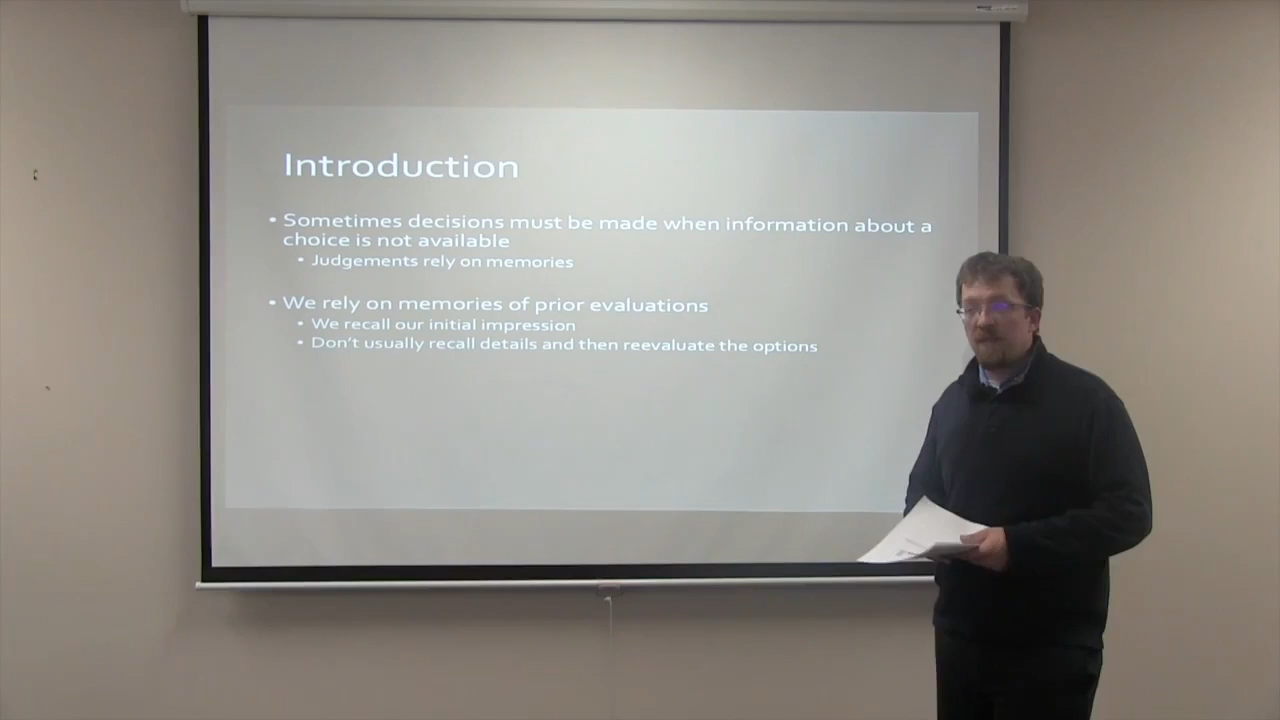 Introduction
• Sometimes decisions must be made when information about a
choice is not available
• Judgements rely on memories
• We rely on memories of prior evaluations
• We recall our initial impression
• Don't usually recall details and then reevaluate the options